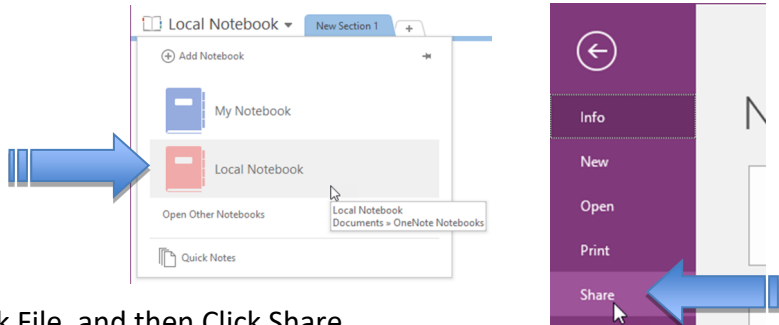 Local Notebook
New Section 1
+
Add Notebook
My Notebook
Local Notebook
Local Notebook
Documents » OneNote Notebooks
Open Other Notebooks
Quick Notes
Info
New
Open
Print
Share
File, and then Click Share